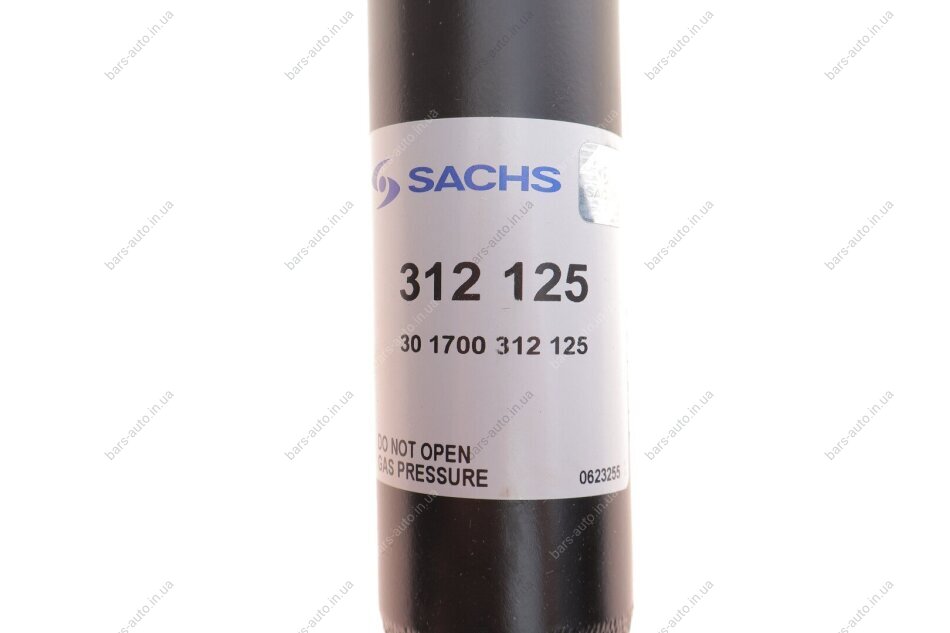 SACHS
312 125
30 1700 312 125
DO NOT OPEN
GAS PRESSURE
0623255
bars-auto.in.ua